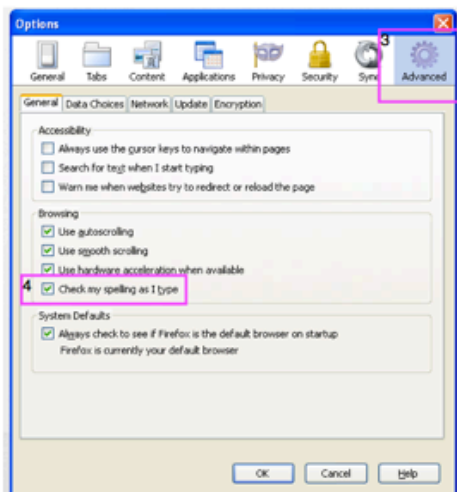 Options
3
General Tabs Content Applications Privacy Security Sync Advanced
General Data Choices Network Update Encryption
Accessibility
Always use the cursor keys to navigate within pages
Search for text when I start typing
Warn me when websites try to redirect or reload the page
Browsing
Use autoscrolling
Use smooth scrolling
Use hardware acceleration when available
4 Check my spelling as I type
System Defaults
Always check to see if Firefox is the default browser on startup
Firefox is currently your default browser
OK Cancel Help